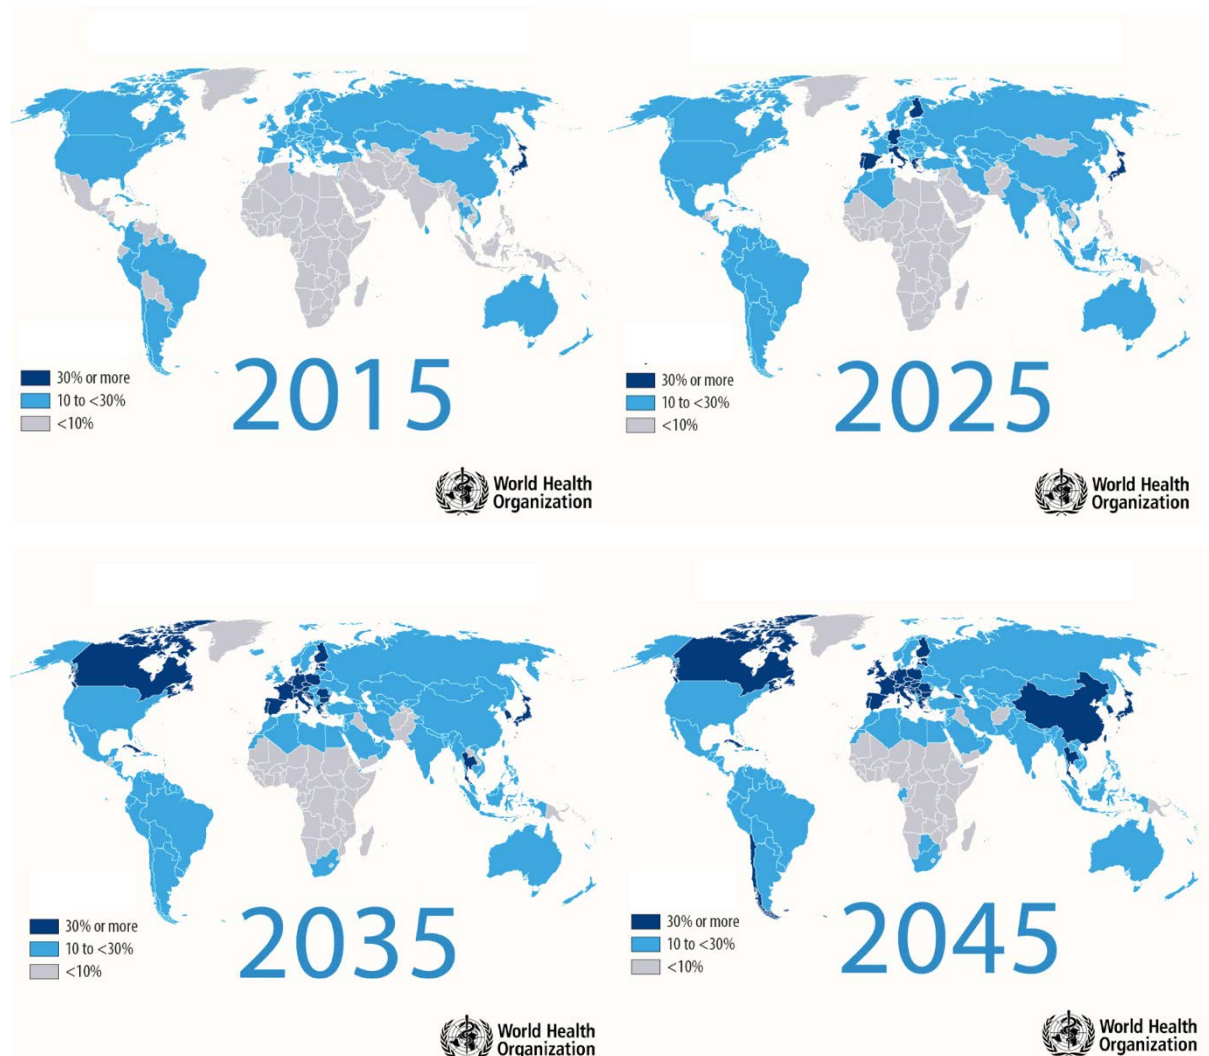 30% or more
10 to <30%
<10%
2015
World Health
Organization
30% or more
10 to <30%
<10%
2025
World Health
Organization
30% or more
10 to <30%
<10%
2035
World Health
Organization
30% or more
10 to <30%
<10%
2045
World Health
Organization